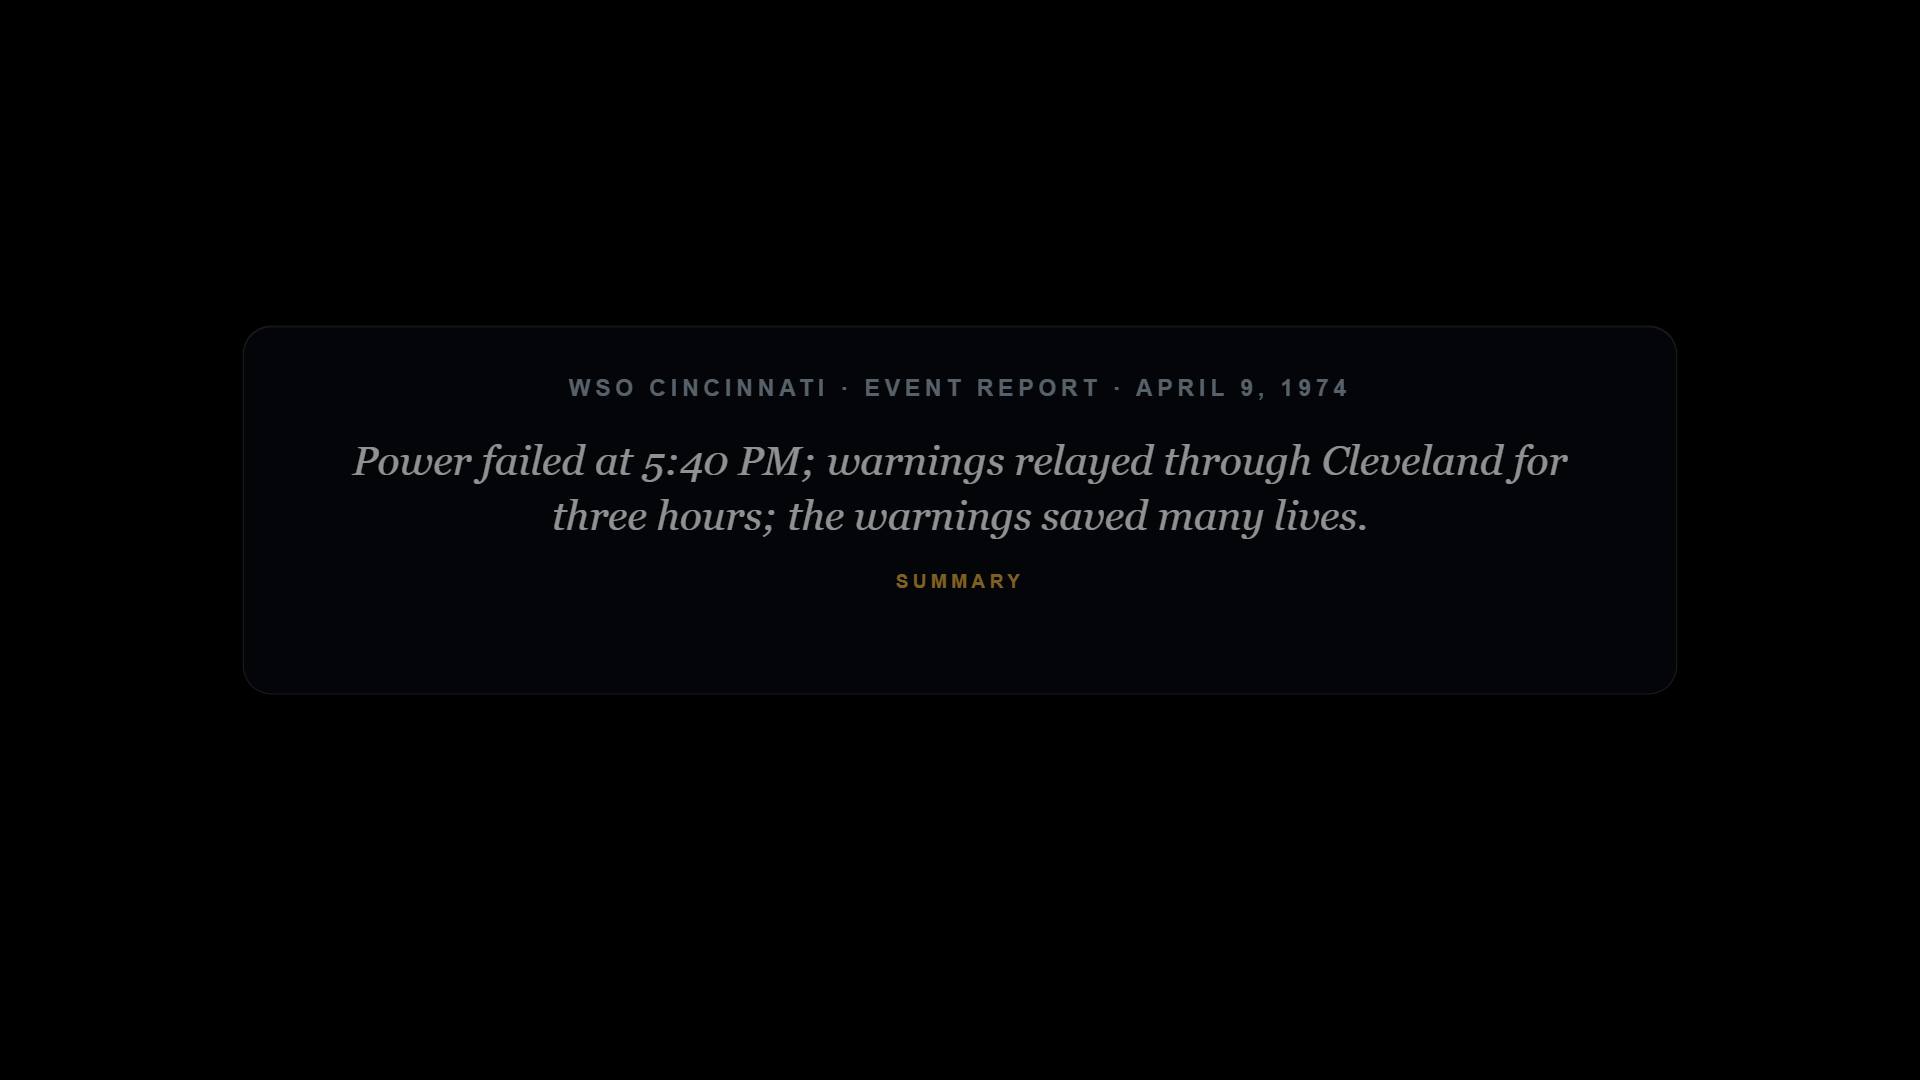 WSO CINCINNATI · EVENT REPORT · APRIL 9, 1974
Power failed at 5:40 PM; warnings relayed through Cleveland for
three hours; the warnings saved many lives.
SUMMARY